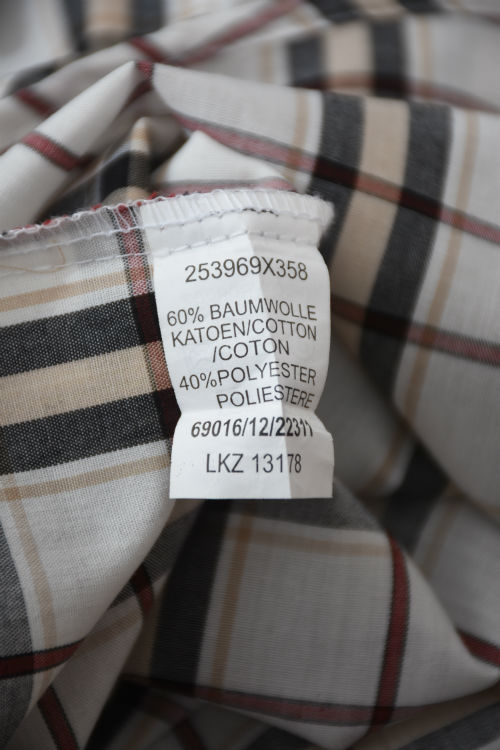 253969X358
60% BAUMWOLLE
KATOEN/COTTON
/COTON
40%POLYESTER
POLIESTERE
69016/12/22311
LKZ 13178